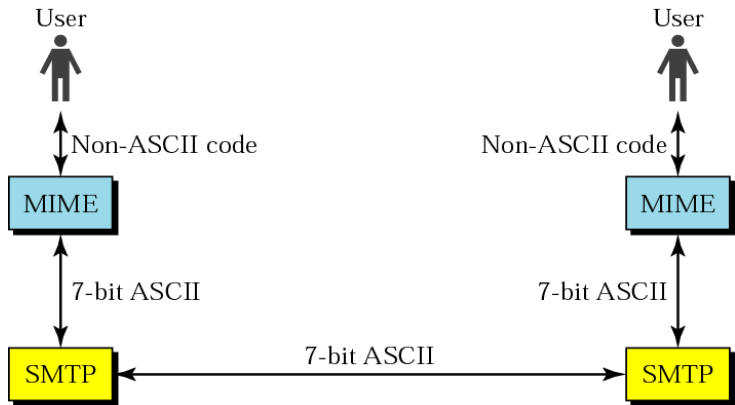 User
User
Non-ASCII code
Non-ASCII code
MIME
MIME
7-bit ASCII
7-bit ASCII
7-bit ASCII
SMTP
SMTP